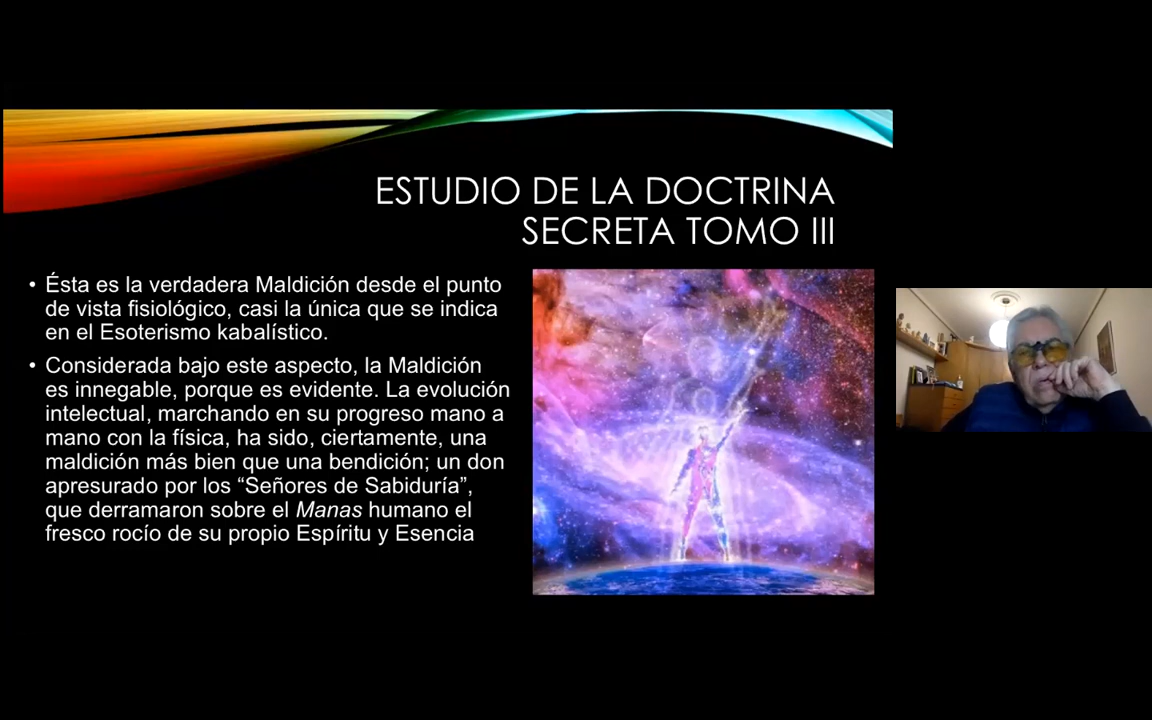 ESTUDIO DE LA DOCTRINA
SECRETA TOMO III
• Ésta es la verdadera Maldición desde el punto
de vista fisiológico, casi la única que se indica
en el Esoterismo kabalístico.
• Considerada bajo este aspecto, la Maldición
es innegable, porque es evidente. La evolución
intelectual, marchando en su progreso mano a
mano con la física, ha sido, ciertamente, una
maldición más bien que una bendición; un don
apresurado por los “Señores de Sabiduría”,
que derramaron sobre el Manas humano el
fresco rocío de su propio Espíritu y Esencia